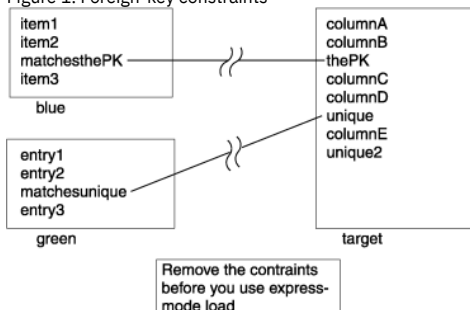 Figure 1. Foreign-key constraints
item1
item2
matchesthePK
item3
blue
entry1
entry2
matchesunique
entry3
green
columnA
columnB
thePK
columnC
columnD
unique
columnE
unique2
target
Remove the contraints
before you use express-
mode load